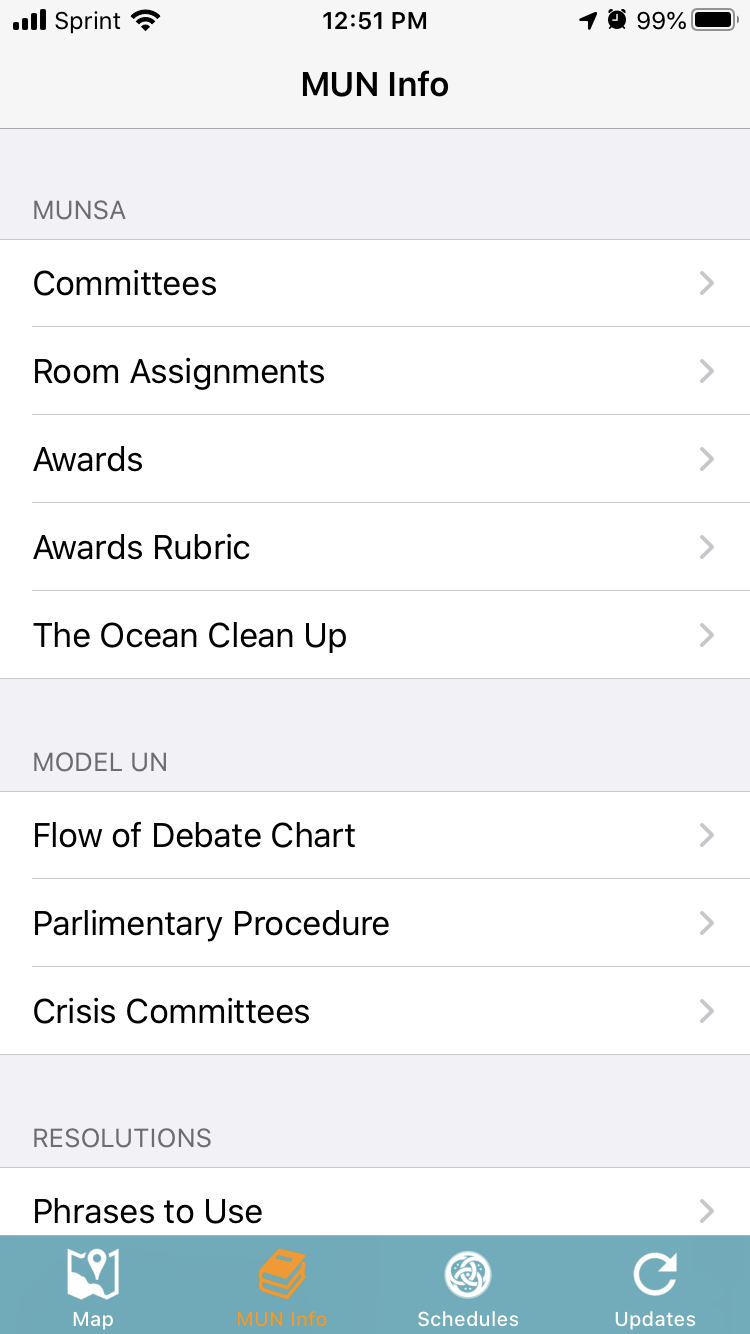 Sprint 12:51 PM 99%
MUN Info
MUNSA
Committees
Room Assignments
Awards
Awards Rubric
The Ocean Clean Up
MODEL UN
Flow of Debate Chart
Parlimentary Procedure
Crisis Committees
RESOLUTIONS
Phrases to Use
Map MUN Info Schedules Updates